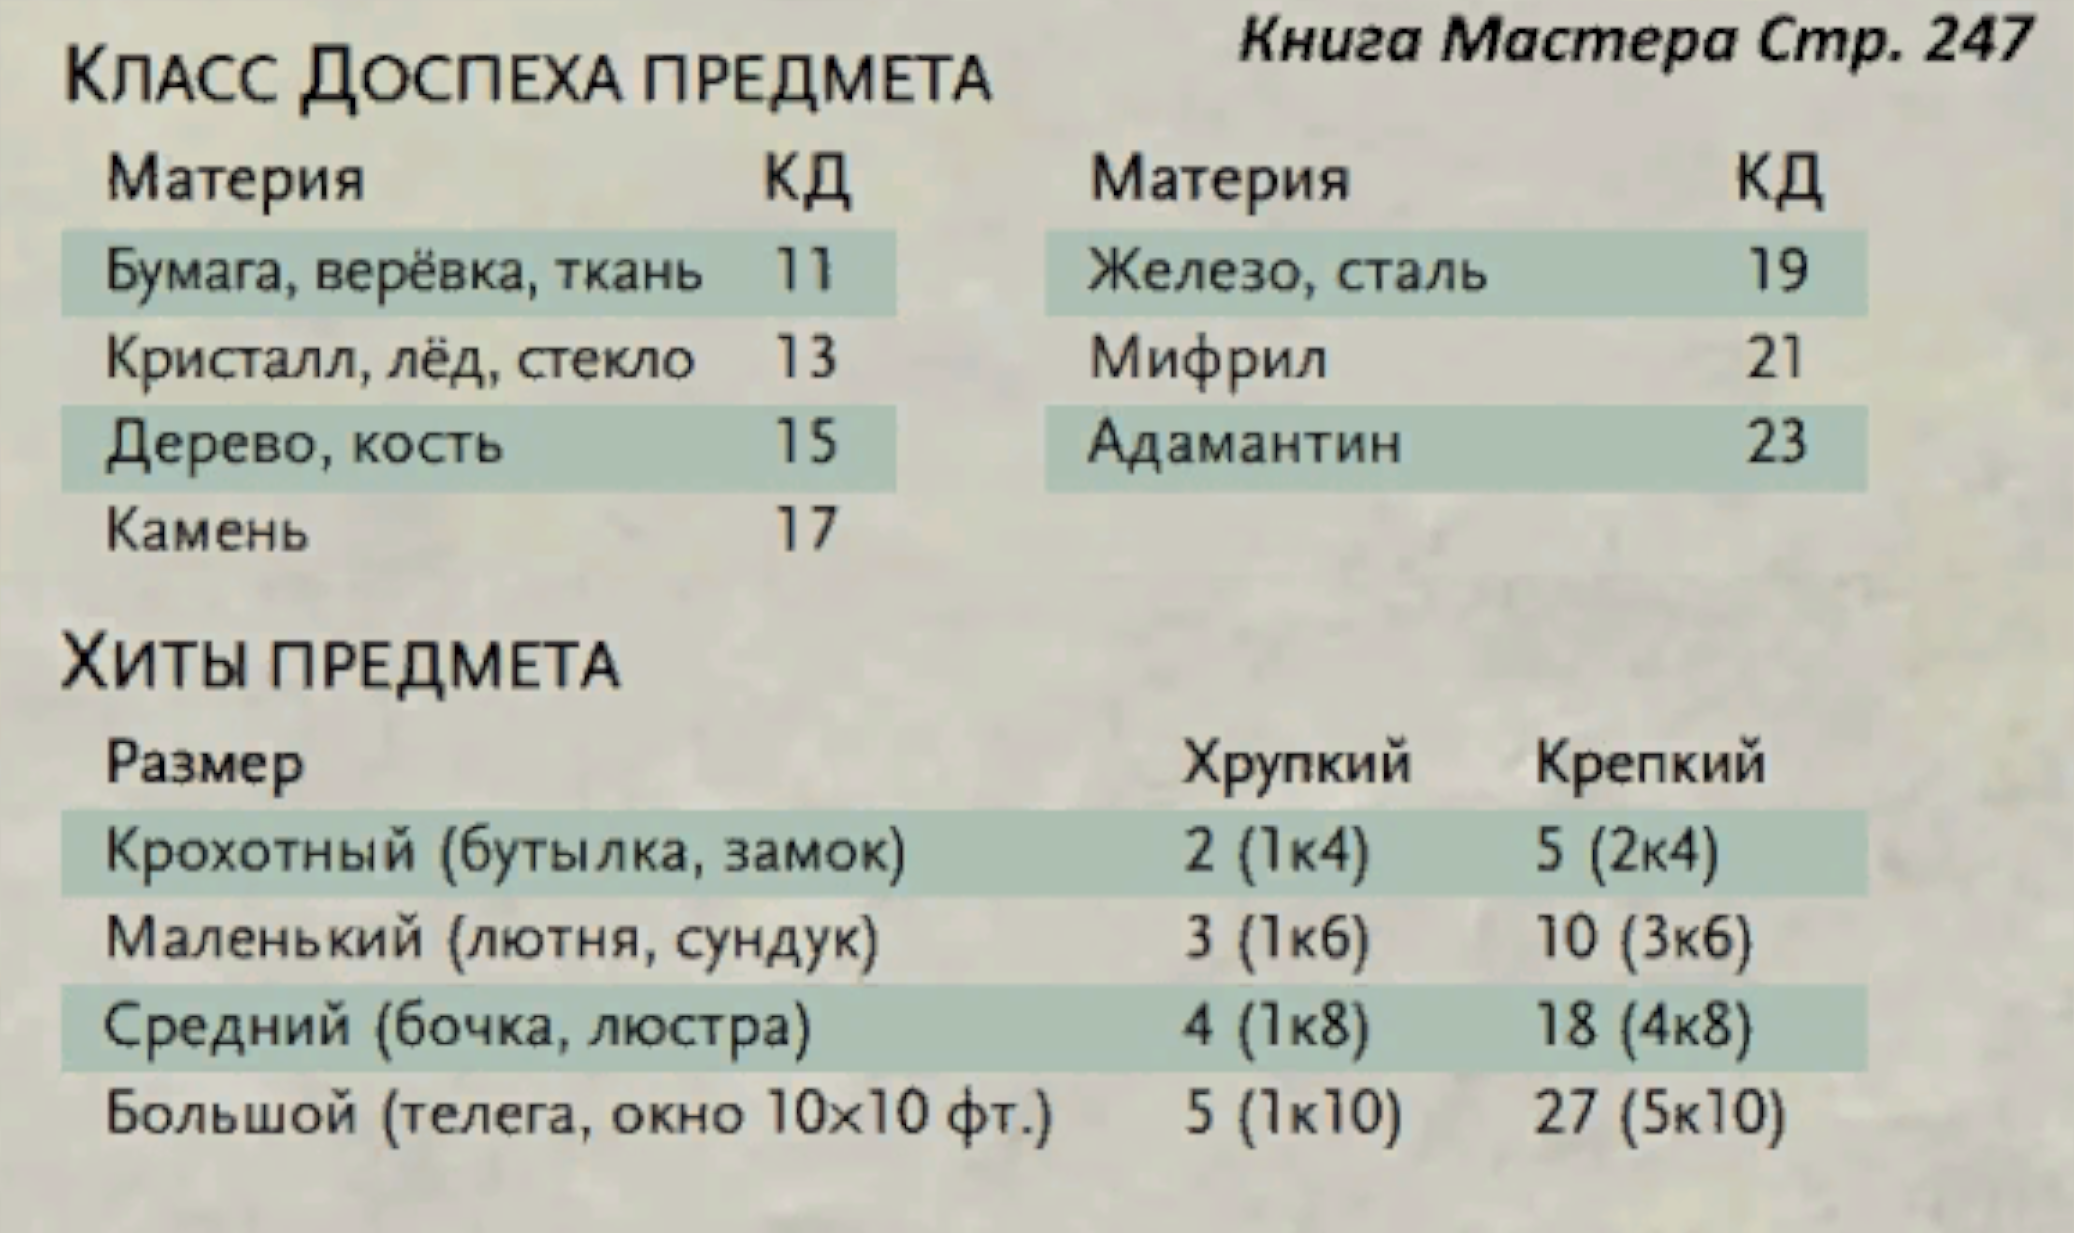 Книга Мастера Стр. 247
Класс Доспеха предмета
Материя КД
Бумага, верёвка, ткань 11
Кристалл, лёд, стекло 13
Дерево, кость 15
Камень 17
Материя КД
Железо, сталь 19
Мифрил 21
Адамантин 23
Хиты предмета
Размер Хрупкий Крепкий
Крохотный (бутылка, замок) 2 (1к4) 5 (2к4)
Маленький (лютня, сундук) 3 (1к6) 10 (3к6)
Средний (бочка, люстра) 4 (1к8) 18 (4к8)
Большой (телега, окно 10×10 фт.) 5 (1к10) 27 (5к10)